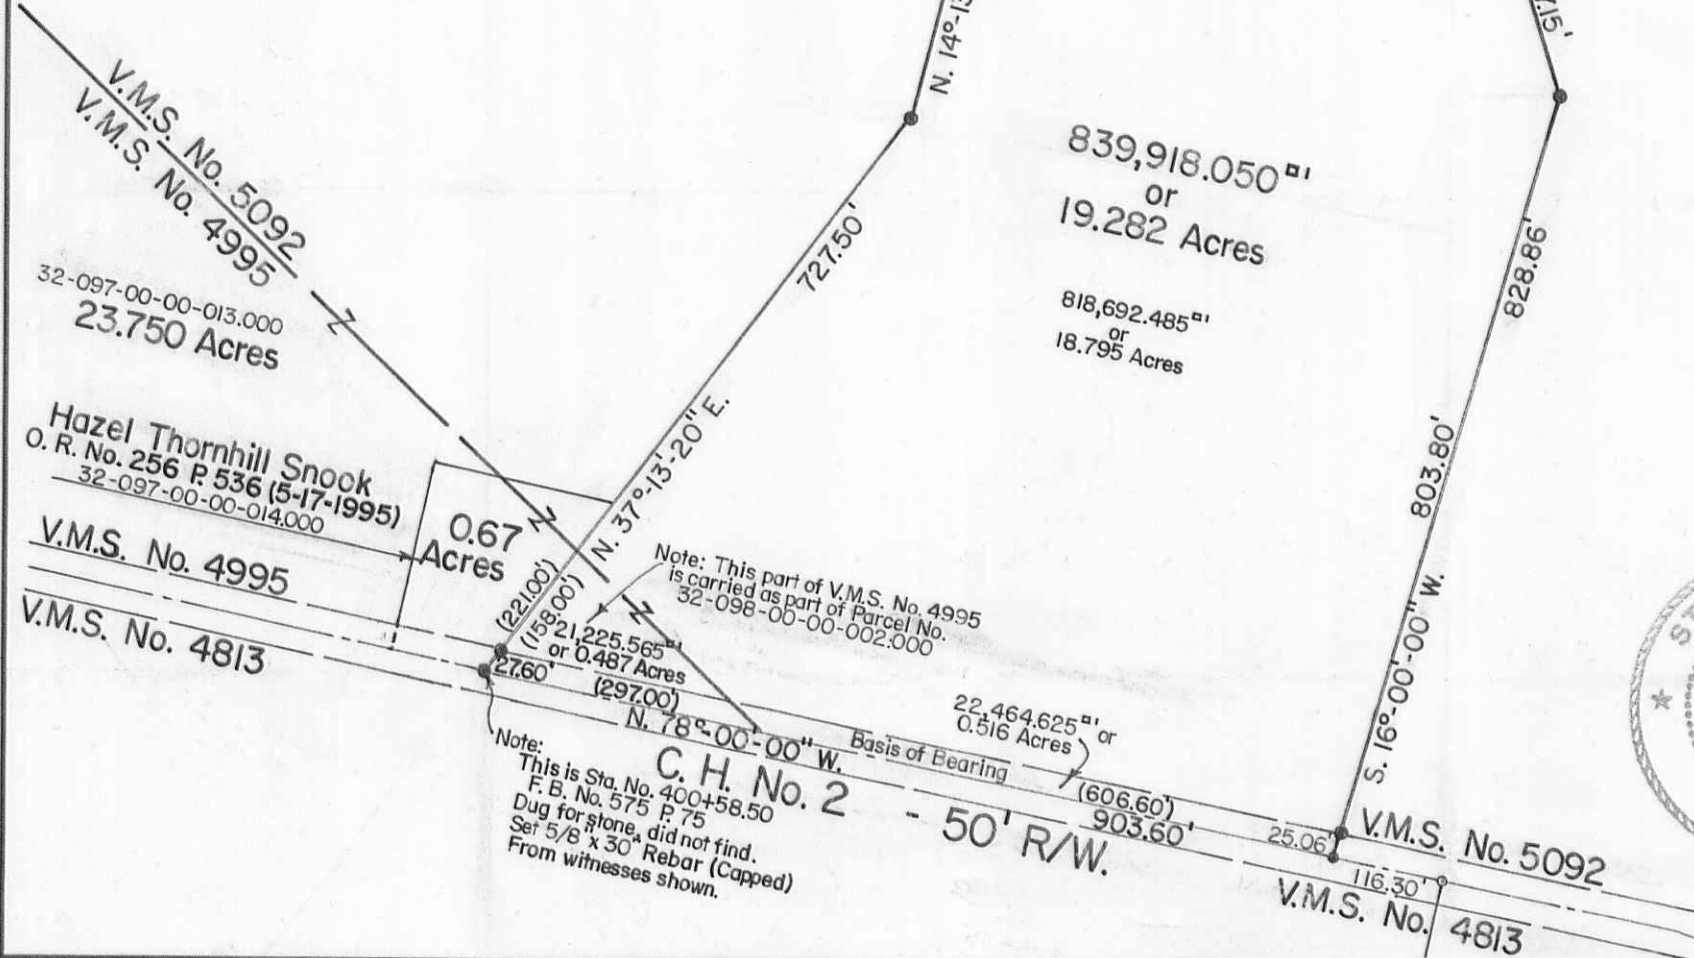 N. 14°-13
7.15'
V.M.S. No. 5092
V.M.S. No. 4995
839,918.050▫'
or
19.282 Acres
727.50'
828.86'
32-097-00-00-013.000
23.750 Acres
Z
818,692.485▫'
or
18.795 Acres
803.80'
N. 37°-13'-20" E.
Hazel Thornhill Snook
O. R. No. 256 P. 536 (5-17-1995)
32-097-00-00-014.000
0.67
Acres
Z
V.M.S. No. 4995
V.M.S. No. 4813
(221.00')
(158.00')
Note: This part of V.M.S. No. 4995
is carried as part of Parcel No.
32-098-00-00-002.000
Z
21,225.565▫'
or 0.487 Acres
27.60'
(297.00')
N. 78°-00'-00" W.
Basis of Bearing
22,464.625▫' or
0.516 Acres
S. 16°-00'-00" W.
ST
Note:
This is Sta. No. 400+58.50
F. B. No. 575 P. 75
Dug for stone, did not find.
Set 5/8" x 30" Rebar (Capped)
From witnesses shown.
C. H. No. 2 - 50' R/W.
(606.60')
903.60'
25.06'
V.M.S. No. 5092
116.30'
V.M.S. No. 4813